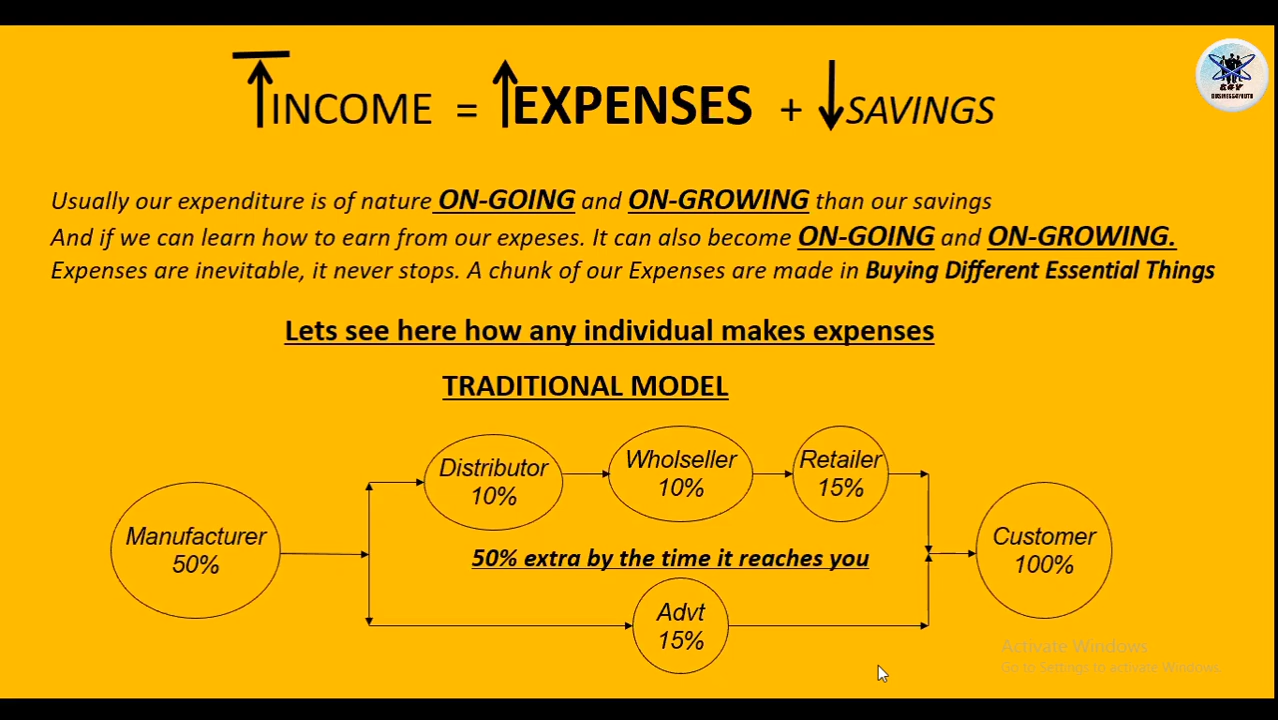 INCOME = EXPENSES + SAVINGS
Usually our expenditure is of nature ON-GOING and ON-GROWING than our savings
And if we can learn how to earn from our expeses. It can also become ON-GOING and ON-GROWING.
Expenses are inevitable, it never stops. A chunk of our Expenses are made in Buying Different Essential Things
Lets see here how any individual makes expenses
TRADITIONAL MODEL
Manufacturer
50%
Distributor
10%
Wholseller
10%
Retailer
15%
50% extra by the time it reaches you
Advt
15%
Customer
100%
Activate Windows
Go to Settings to activate Windows.